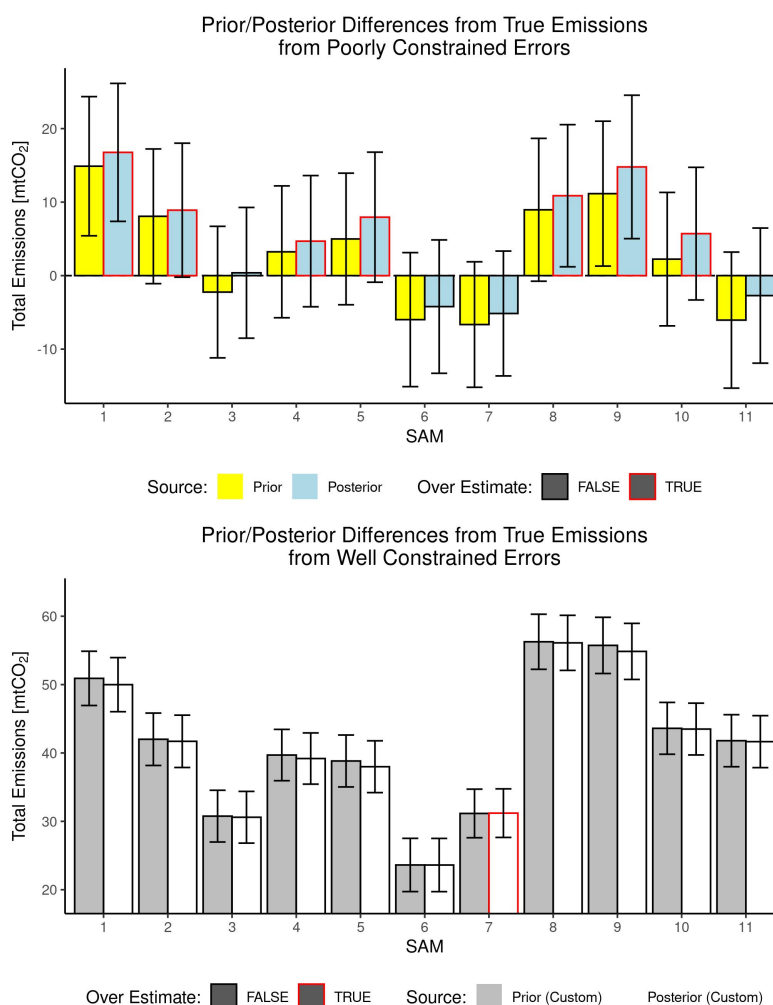 Prior/Posterior Differences from True Emissions
from Poorly Constrained Errors
Total Emissions [mtCO₂]
20
10
0
-10
1 2 3 4 5 6 7 8 9 10 11
SAM
Source: Prior Posterior Over Estimate: FALSE TRUE
Prior/Posterior Differences from True Emissions
from Well Constrained Errors
Total Emissions [mtCO₂]
60
50
40
30
20
1 2 3 4 5 6 7 8 9 10 11
SAM
Over Estimate: FALSE TRUE Source: Prior (Custom) Posterior (Custom)